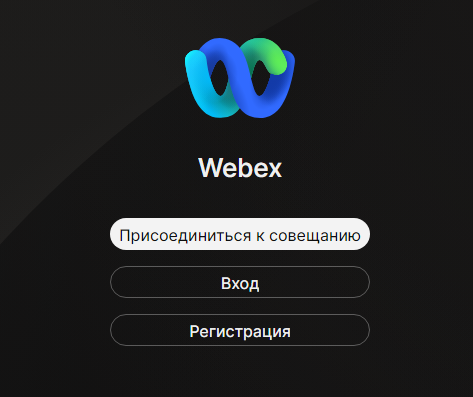 Webex
Присоединиться к совещанию
Вход
Регистрация